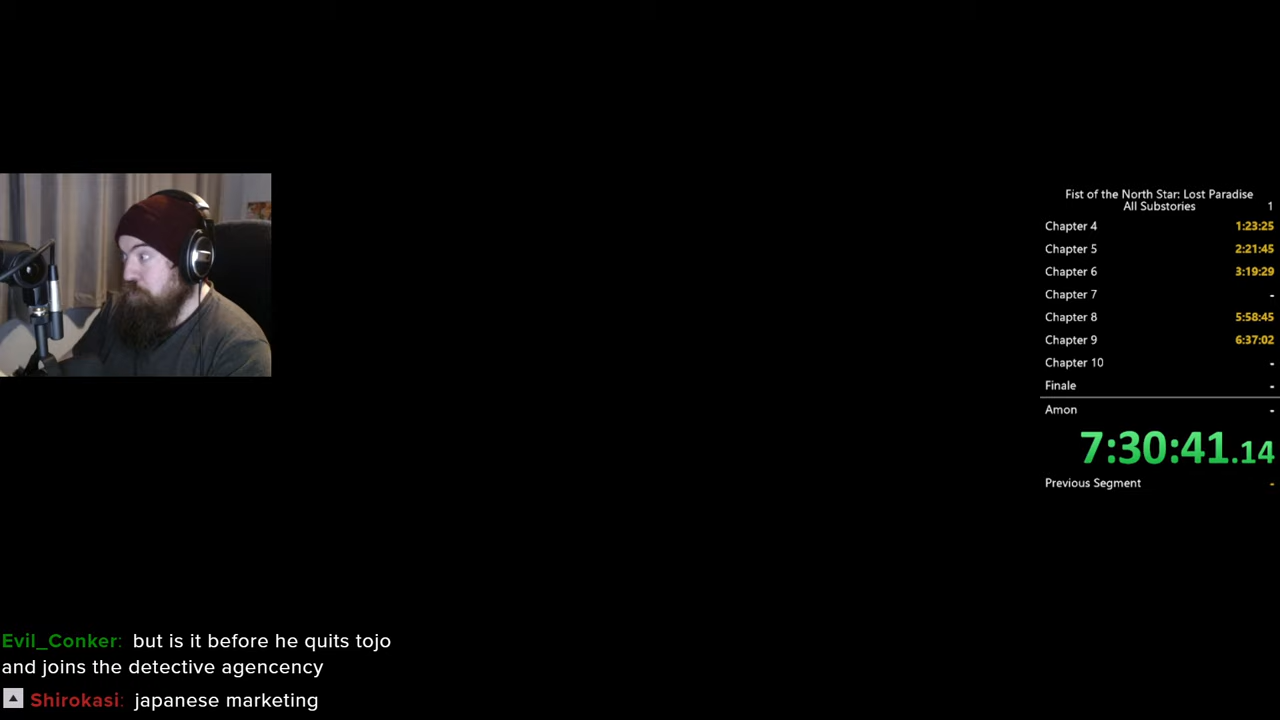 Fist of the North Star: Lost Paradise
All Substories 1
Chapter 4 1:23:25
Chapter 5 2:21:45
Chapter 6 3:19:29
Chapter 7 -
Chapter 8 5:58:45
Chapter 9 6:37:02
Chapter 10 -
Finale -
Amon -
7:30:41.14
Previous Segment -
Evil_Conker: but is it before he quits tojo
and joins the detective agencency
Shirokasi: japanese marketing